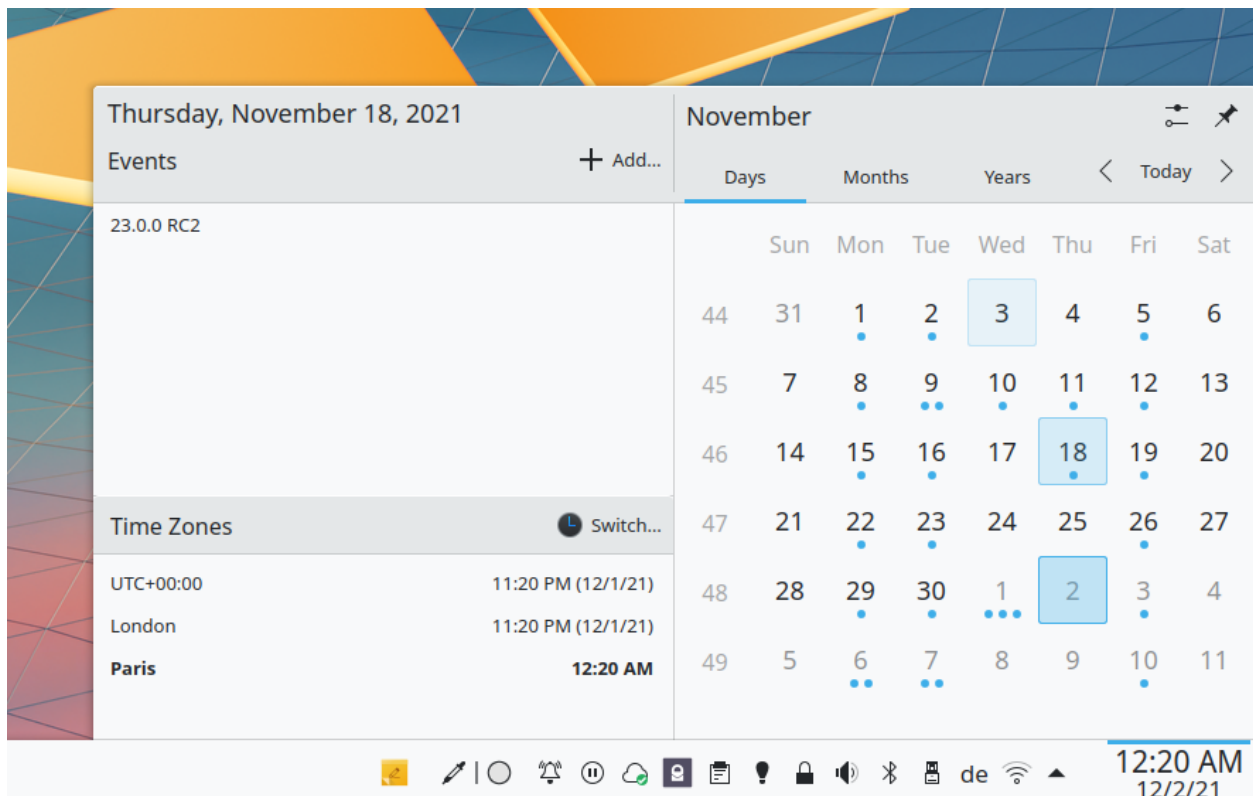 Thursday, November 18, 2021
Events
Add...
23.0.0 RC2
Time Zones
Switch...
UTC+00:00 11:20 PM (12/1/21)
London 11:20 PM (12/1/21)
Paris 12:20 AM
November
Days Months Years Today
Sun Mon Tue Wed Thu Fri Sat
44 31 1 2 3 4 5 6
45 7 8 9 10 11 12 13
46 14 15 16 17 18 19 20
47 21 22 23 24 25 26 27
48 28 29 30 1 2 3 4
49 5 6 7 8 9 10 11
de
12:20 AM
12/2/21